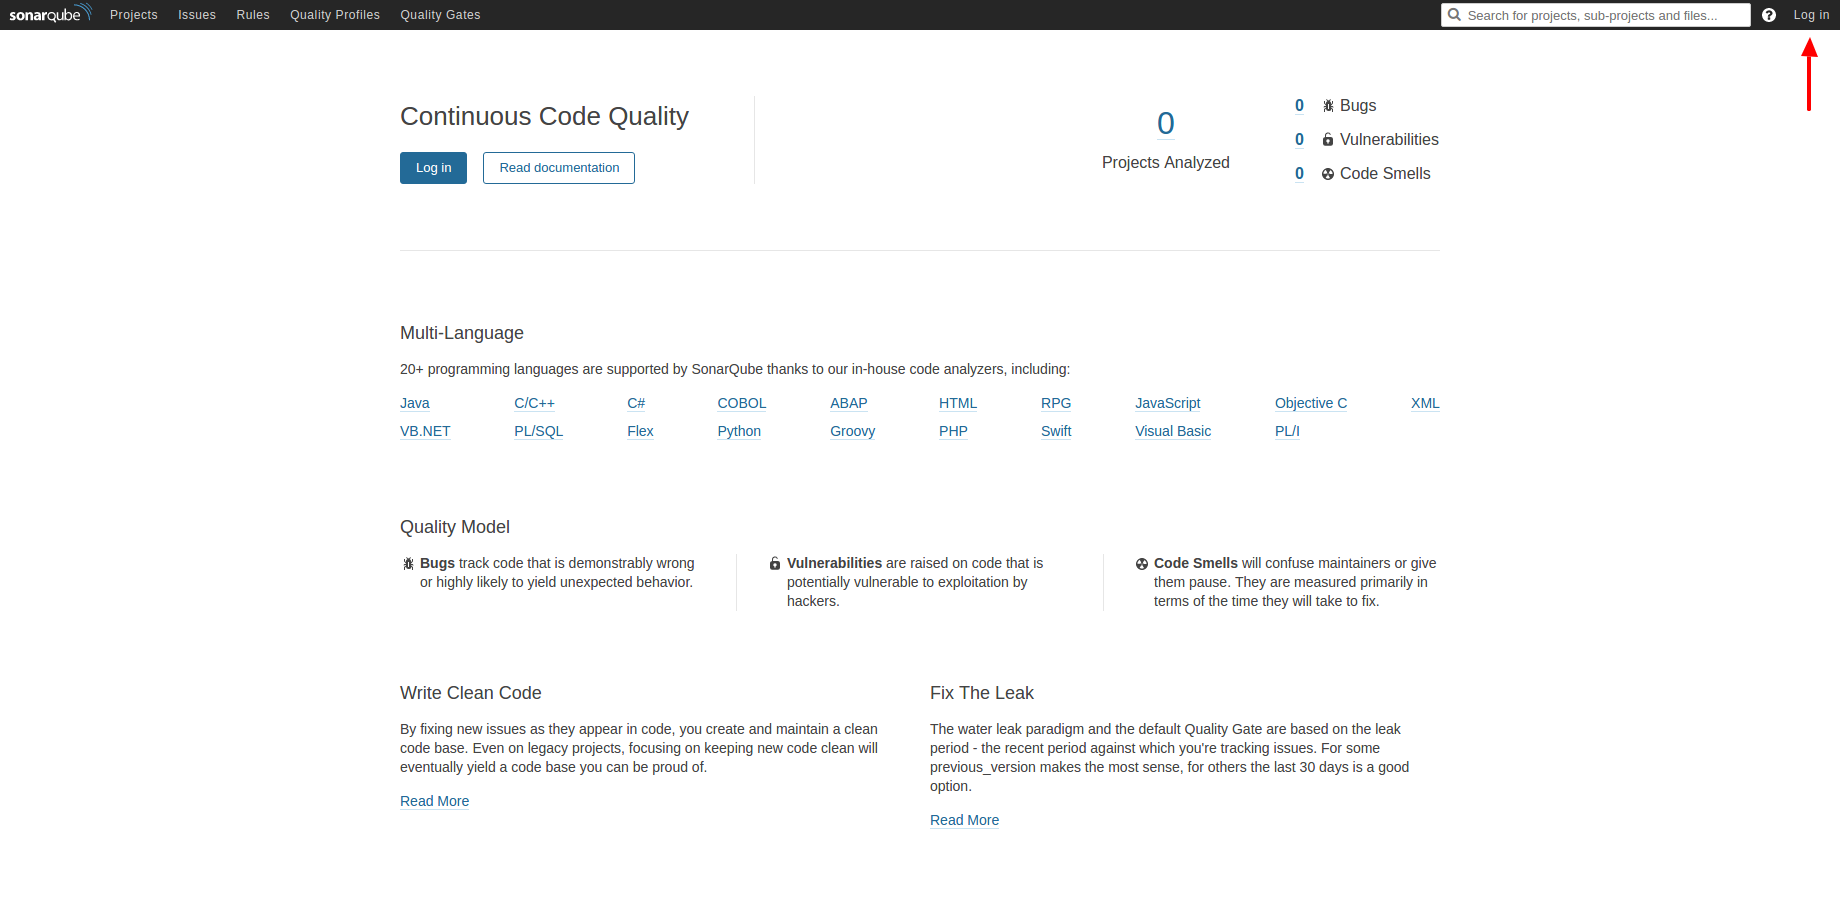 sonarqube Projects Issues Rules Quality Profiles Quality Gates Search for projects, sub-projects and files... ? Log in
Continuous Code Quality
Log in Read documentation
0
Projects Analyzed
0 Bugs
0 Vulnerabilities
0 Code Smells
Multi-Language
20+ programming languages are supported by SonarQube thanks to our in-house code analyzers, including:
Java C/C++ C# COBOL ABAP HTML RPG JavaScript Objective C XML
VB.NET PL/SQL Flex Python Groovy PHP Swift Visual Basic PL/I
Quality Model
Bugs track code that is demonstrably wrong
or highly likely to yield unexpected behavior.
Vulnerabilities are raised on code that is
potentially vulnerable to exploitation by
hackers.
Code Smells will confuse maintainers or give
them pause. They are measured primarily in
terms of the time they will take to fix.
Write Clean Code
By fixing new issues as they appear in code, you create and maintain a clean
code base. Even on legacy projects, focusing on keeping new code clean will
eventually yield a code base you can be proud of.
Read More
Fix The Leak
The water leak paradigm and the default Quality Gate are based on the leak
period - the recent period against which you're tracking issues. For some
previous_version makes the most sense, for others the last 30 days is a good
option.
Read More